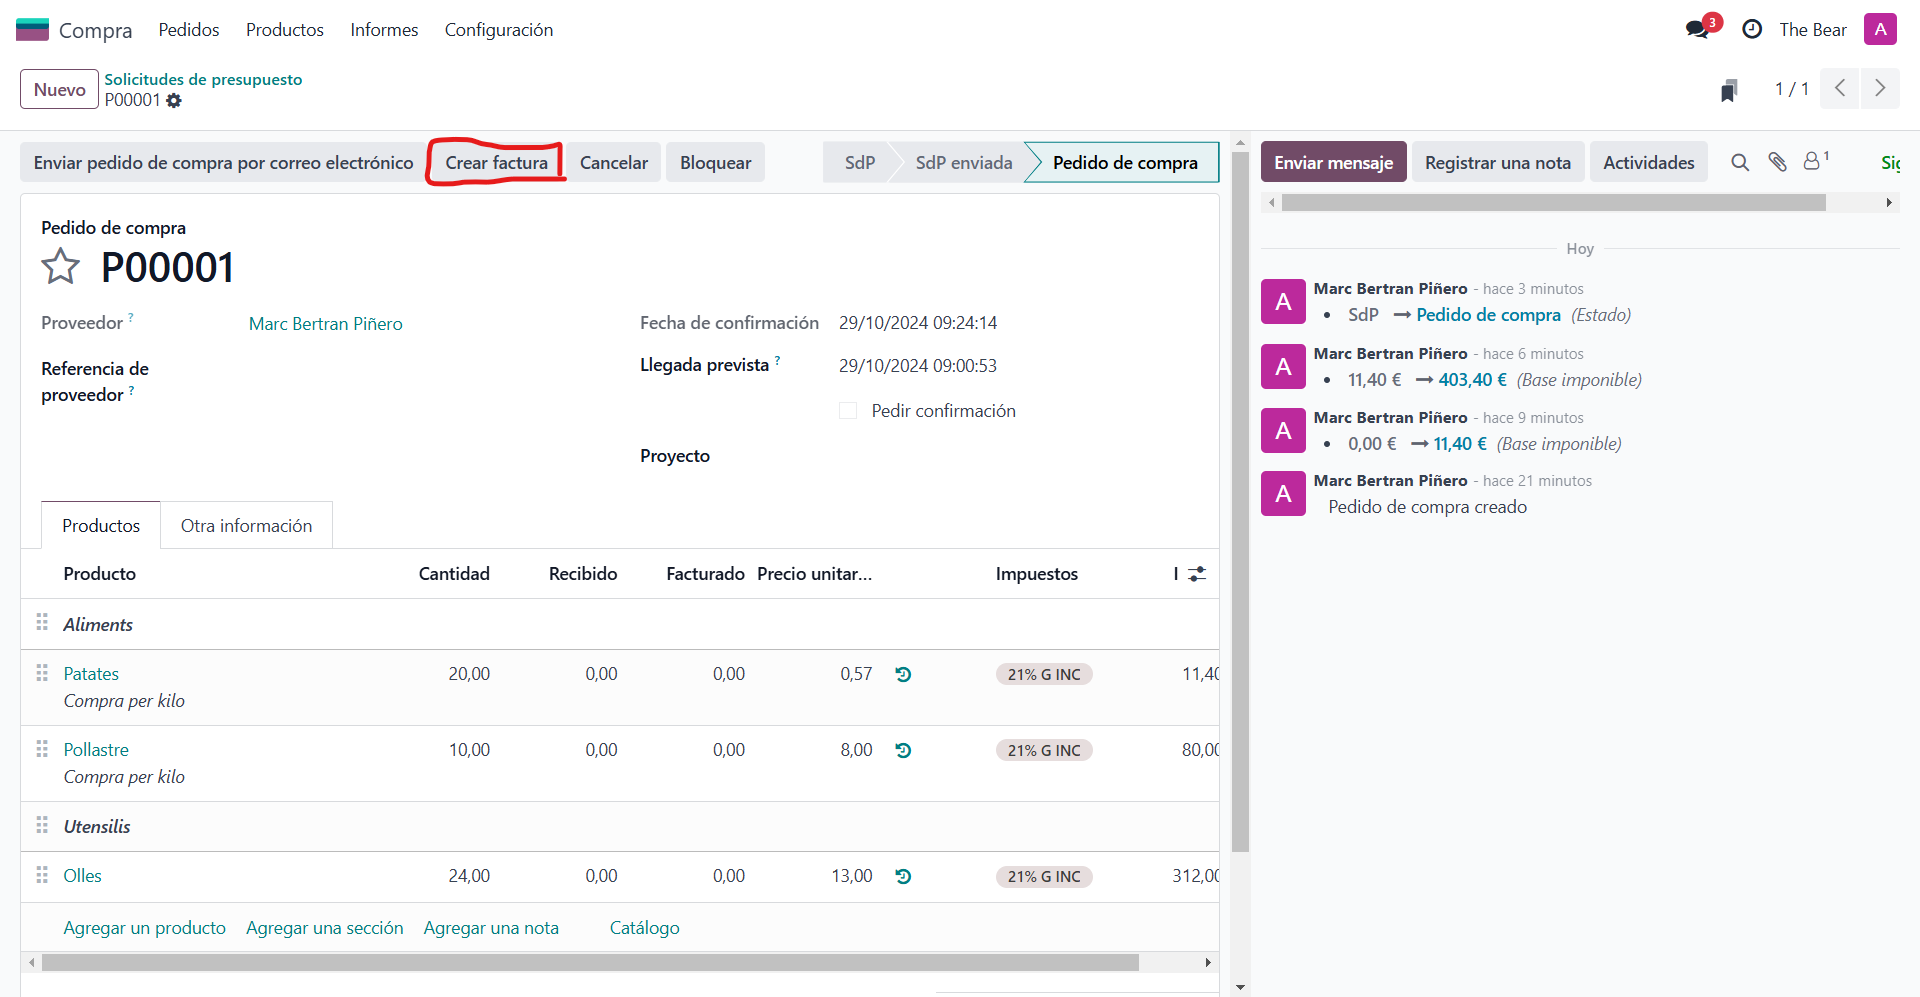 Compra Pedidos Productos Informes Configuración 3 The Bear A
Nuevo Solicitudes de presupuesto
P00001 1 / 1
Enviar pedido de compra por correo electrónico Crear factura Cancelar Bloquear SdP SdP enviada Pedido de compra
Enviar mensaje Registrar una nota Actividades 1 Sig
Pedido de compra
P00001
Proveedor ? Marc Bertran Piñero
Referencia de
proveedor ?
Fecha de confirmación 29/10/2024 09:24:14
Llegada prevista ? 29/10/2024 09:00:53
Pedir confirmación
Proyecto
Productos Otra información
Producto Cantidad Recibido Facturado Precio unitar... Impuestos I
Aliments
Patates 20,00 0,00 0,00 0,57 21% G INC 11,40
Compra per kilo
Pollastre 10,00 0,00 0,00 8,00 21% G INC 80,00
Compra per kilo
Utensilis
Olles 24,00 0,00 0,00 13,00 21% G INC 312,00
Agregar un producto Agregar una sección Agregar una nota Catálogo
Hoy
A Marc Bertran Piñero - hace 3 minutos
• SdP → Pedido de compra (Estado)
A Marc Bertran Piñero - hace 6 minutos
• 11,40 € → 403,40 € (Base imponible)
A Marc Bertran Piñero - hace 9 minutos
• 0,00 € → 11,40 € (Base imponible)
A Marc Bertran Piñero - hace 21 minutos
Pedido de compra creado